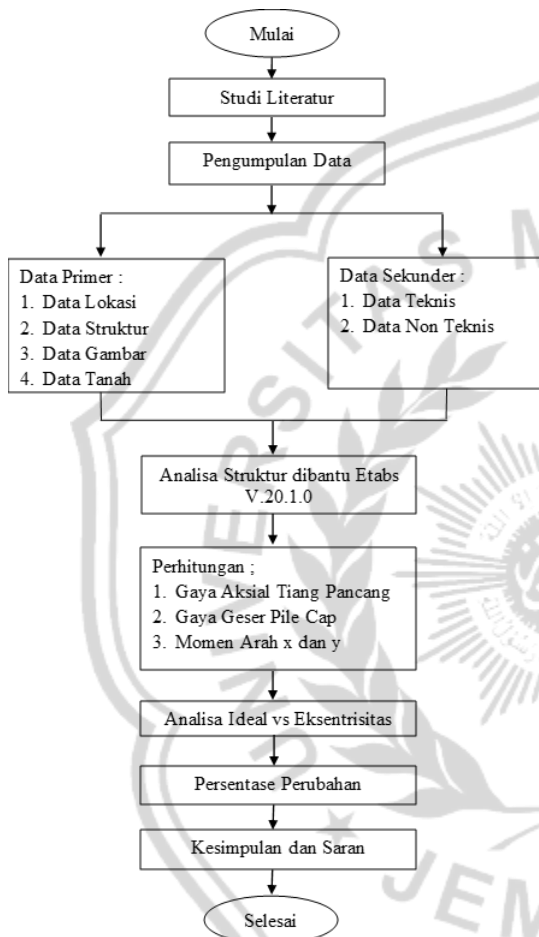 Mulai
Studi Literatur
Pengumpulan Data
Data Primer :
1. Data Lokasi
2. Data Struktur
3. Data Gambar
4. Data Tanah
Data Sekunder :
1. Data Teknis
2. Data Non Teknis
Analisa Struktur dibantu Etabs
V.20.1.0
Perhitungan ;
1. Gaya Aksial Tiang Pancang
2. Gaya Geser Pile Cap
3. Momen Arah x dan y
Analisa Ideal vs Eksentrisitas
Persentase Perubahan
Kesimpulan dan Saran
Selesai
UNIVERSITAS M
JEM